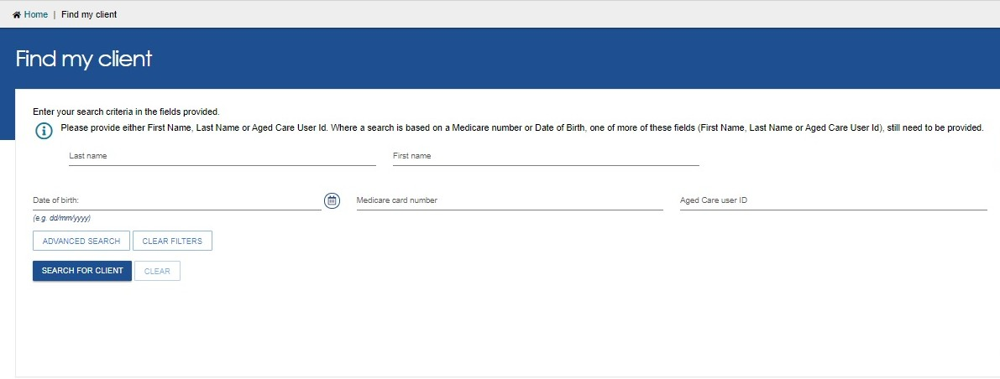 Home | Find my client
Find my client
Enter your search criteria in the fields provided.
Please provide either First Name, Last Name or Aged Care User Id. Where a search is based on a Medicare number or Date of Birth, one of more of these fields (First Name, Last Name or Aged Care User Id), still need to be provided.
Last name First name
Date of birth: Medicare card number Aged Care user ID
(e.g. dd/mm/yyyy)
ADVANCED SEARCH CLEAR FILTERS
SEARCH FOR CLIENT CLEAR